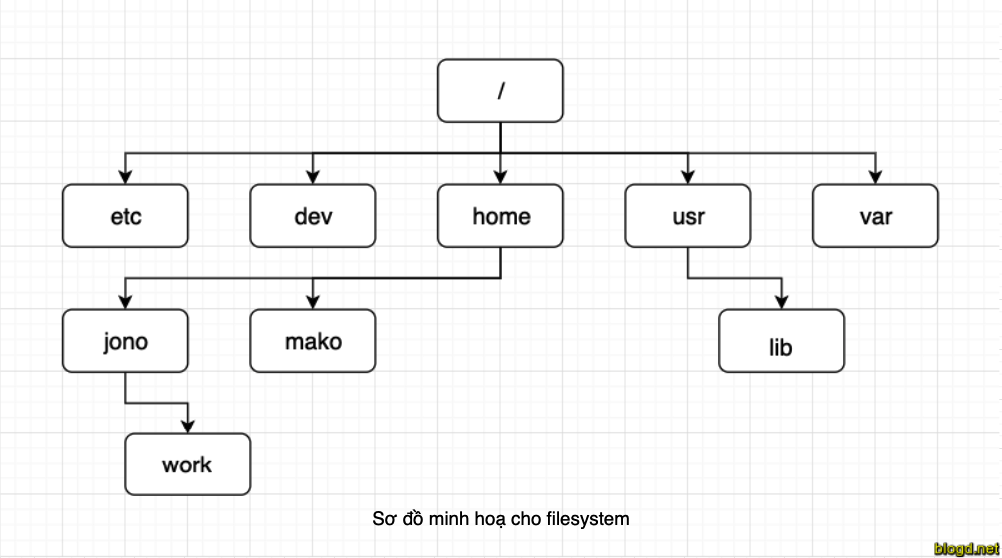 /
etc
dev
home
usr
var
jono
mako
lib
work
Sơ đồ minh hoạ cho filesystem
blogd.net